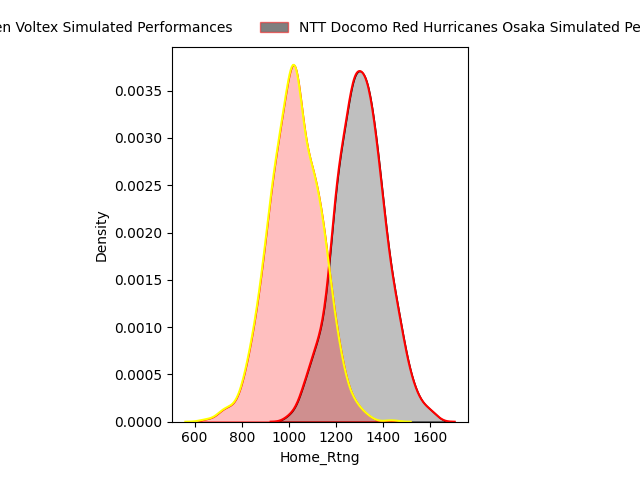 en Voltex Simulated Performances
NTT Docomo Red Hurricanes Osaka Simulated Pe
0.0035
0.0030
0.0025
0.0020
0.0015
0.0010
0.0005
0.0000
Density
600 800 1000 1200 1400 1600
Home_Rtng